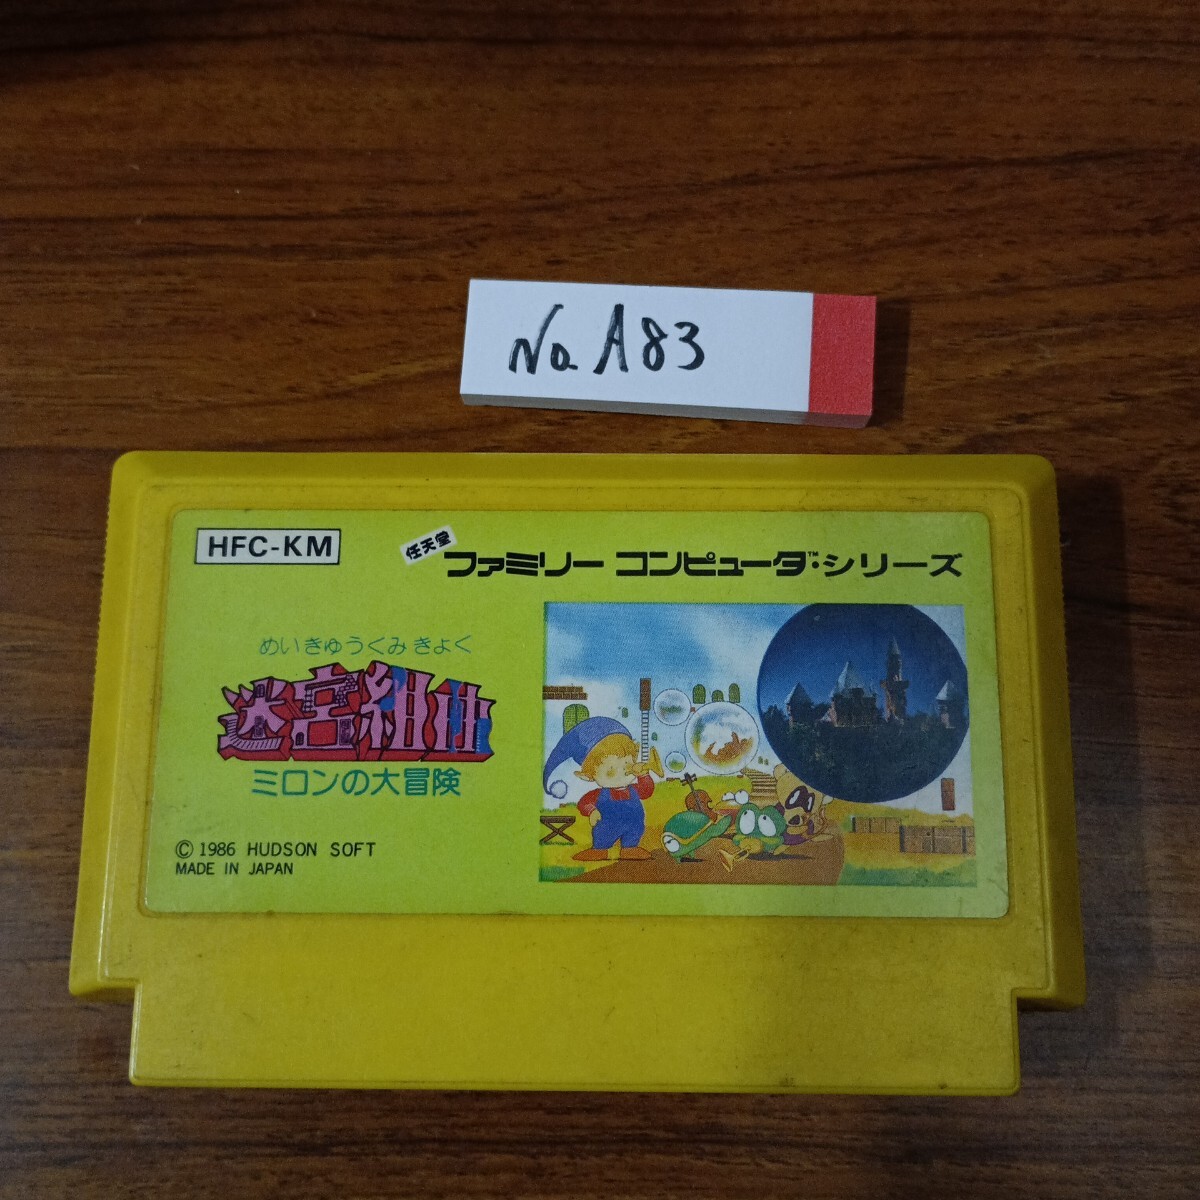 No. A83
HFC-KM
任天堂 ファミリー コンピュータ™・シリーズ
めいきゅうくみきょく
迷宮組曲
ミロンの大冒険
© 1986 HUDSON SOFT
MADE IN JAPAN